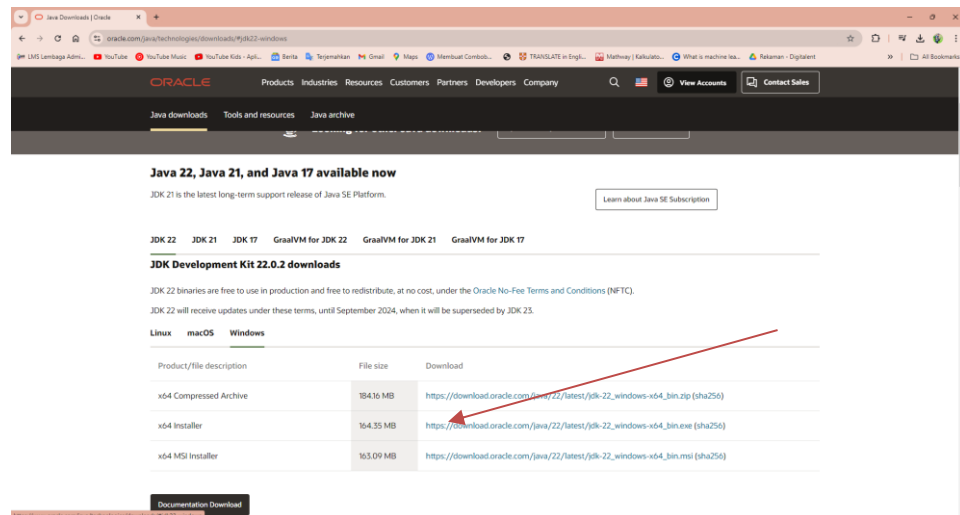 Java Downloads | Oracle
oracle.com/java/technologies/downloads/#jdk22-windows
LMS Lembaga Admi... YouTube YouTube Music YouTube Kids - Apli... Berita Terjemahkan Gmail Maps Membuat Combob... TRANSLATE in Engli... Mathway | Kalkulato... What is machine lea... Rekaman - Digitalent All Bookmarks
ORACLE Products Industries Resources Customers Partners Developers Company View Accounts Contact Sales
Java downloads Tools and resources Java archive
Java 22, Java 21, and Java 17 available now
JDK 21 is the latest long-term support release of Java SE Platform.
Learn about Java SE Subscription
JDK 22 JDK 21 JDK 17 GraalVM for JDK 22 GraalVM for JDK 21 GraalVM for JDK 17
JDK Development Kit 22.0.2 downloads
JDK 22 binaries are free to use in production and free to redistribute, at no cost, under the Oracle No-Fee Terms and Conditions (NFTC).
JDK 22 will receive updates under these terms, until September 2024, when it will be superseded by JDK 23.
Linux macOS Windows
Product/file description File size Download
x64 Compressed Archive 184.16 MB https://download.oracle.com/java/22/latest/jdk-22_windows-x64_bin.zip (sha256)
x64 Installer 164.35 MB https://download.oracle.com/java/22/latest/jdk-22_windows-x64_bin.exe (sha256)
x64 MSI Installer 163.09 MB https://download.oracle.com/java/22/latest/jdk-22_windows-x64_bin.msi (sha256)
Documentation Download